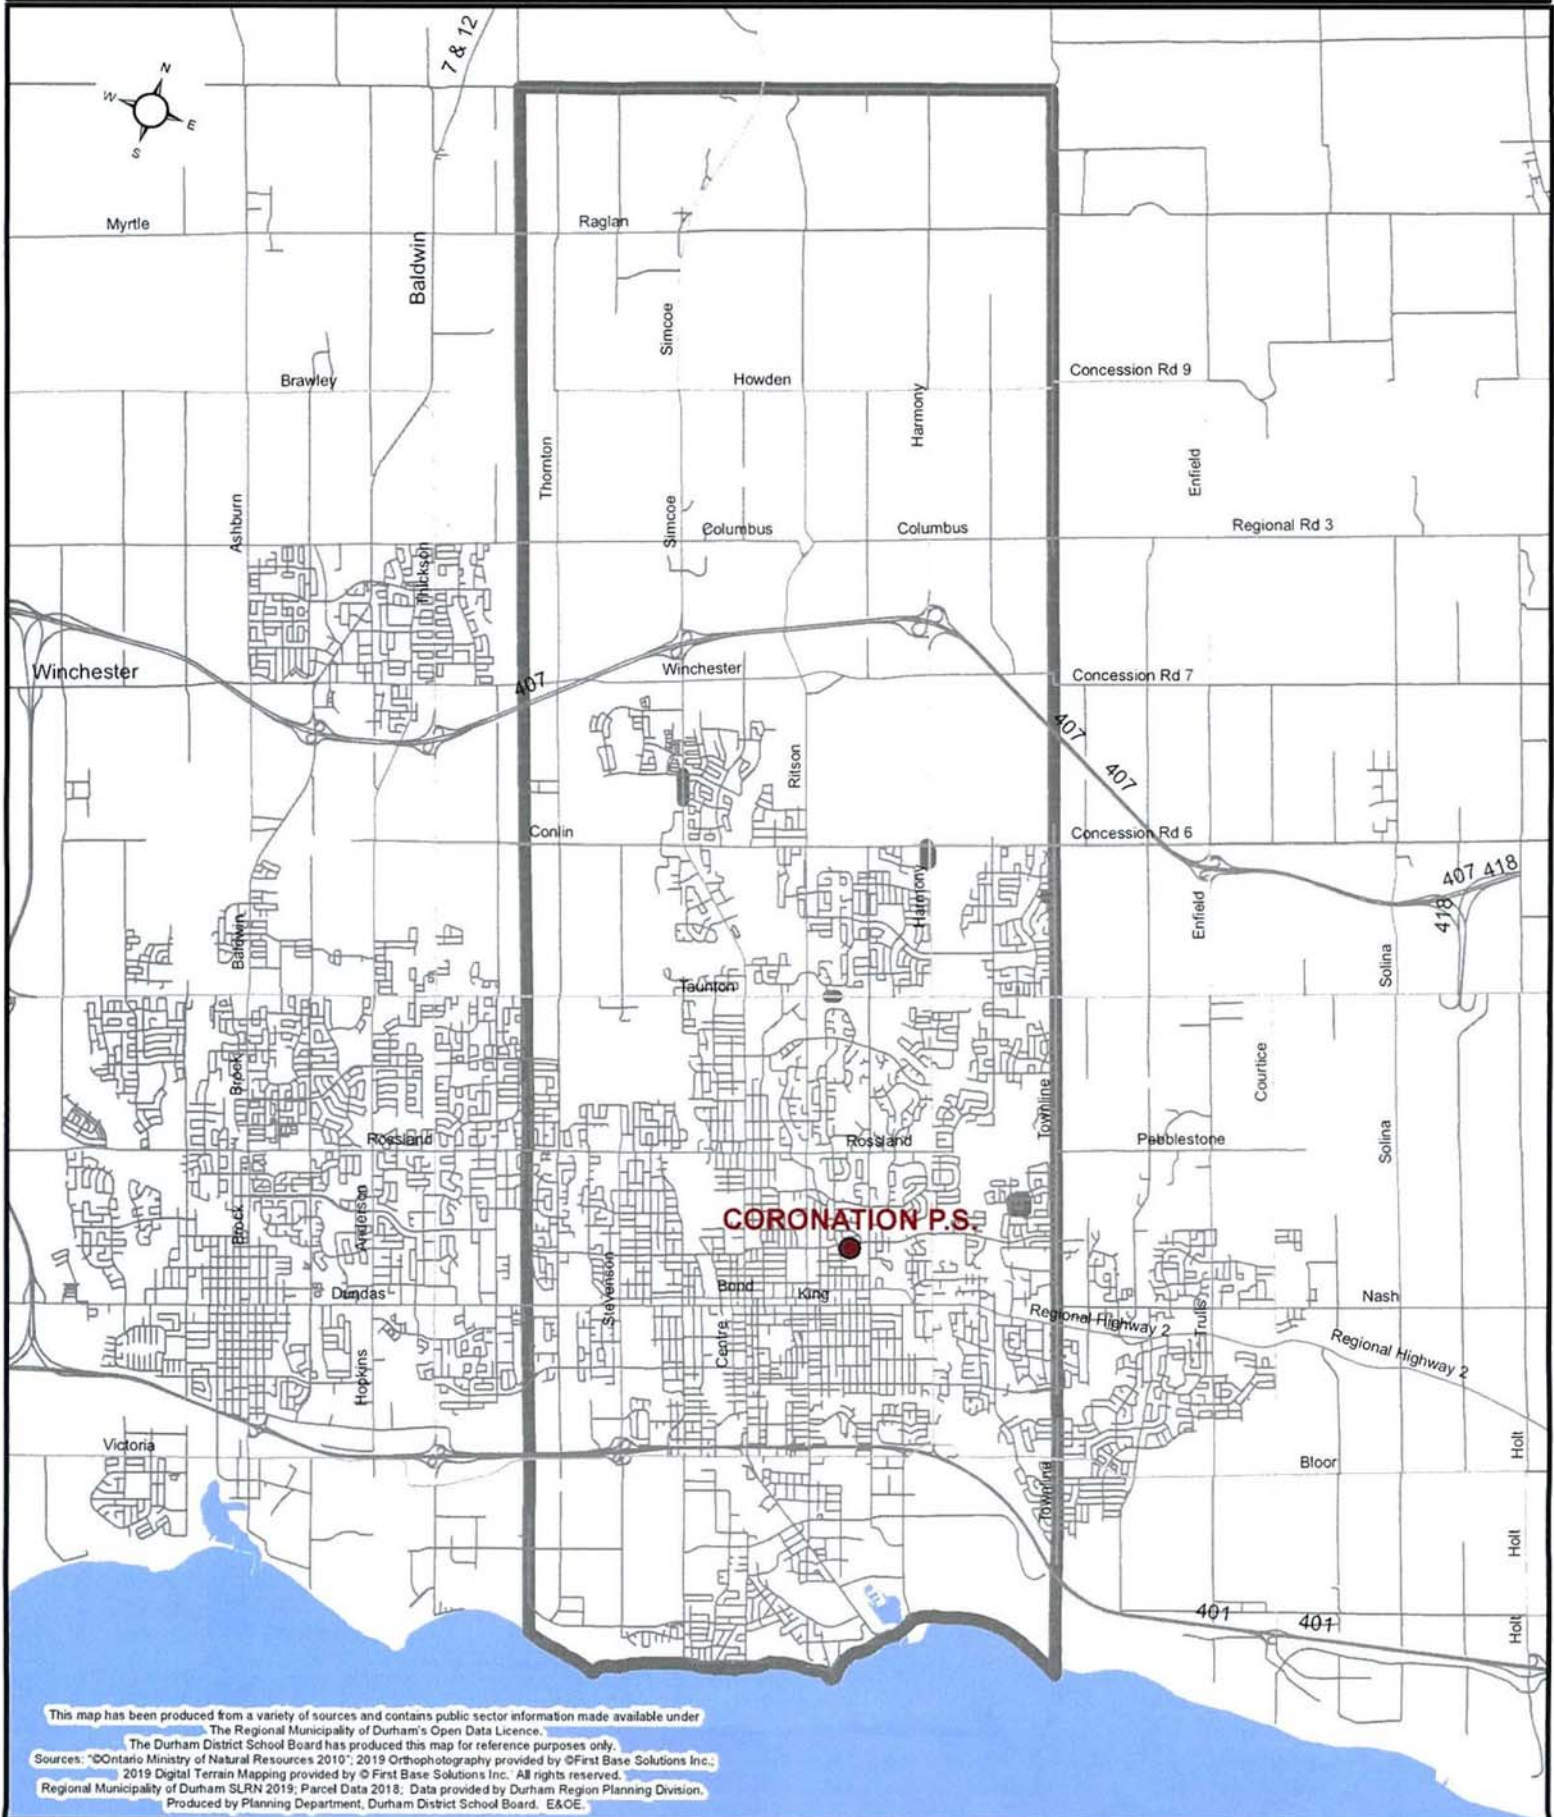 7 & 12
N
W
E
S
Myrtle
Raglan
Baldwin
Simcoe
Brawley
Howden
Concession Rd 9
Harmony
Thornton
Enfield
Ashburn
Simcoe
Columbus
Columbus
Regional Rd 3
Thickson
Winchester
Winchester
Concession Rd 7
407
407
407
Ritson
Conlin
Concession Rd 6
407 418
Harmony
Enfield
418
Baldwin
Solina
Taunton
Brock
Courtice
Townline
Rossland
Rossland
Pebblestone
Solina
Brock
Anderson
CORONATION P.S.
Stevenson
Bond
King
Dundas
Nash
Regional Highway 2
Trulls
Centre
Regional Highway 2
Hopkins
Victoria
Bloor
Holt
Townline
Holt
401
401
Holt
This map has been produced from a variety of sources and contains public sector information made available under
The Regional Municipality of Durham's Open Data Licence.
The Durham District School Board has produced this map for reference purposes only.
Sources: "©Ontario Ministry of Natural Resources 2010"; 2019 Orthophotography provided by ©First Base Solutions Inc.;
2019 Digital Terrain Mapping provided by © First Base Solutions Inc. All rights reserved.
Regional Municipality of Durham SLRN 2019; Parcel Data 2018; Data provided by Durham Region Planning Division.
Produced by Planning Department, Durham District School Board. E&OE.